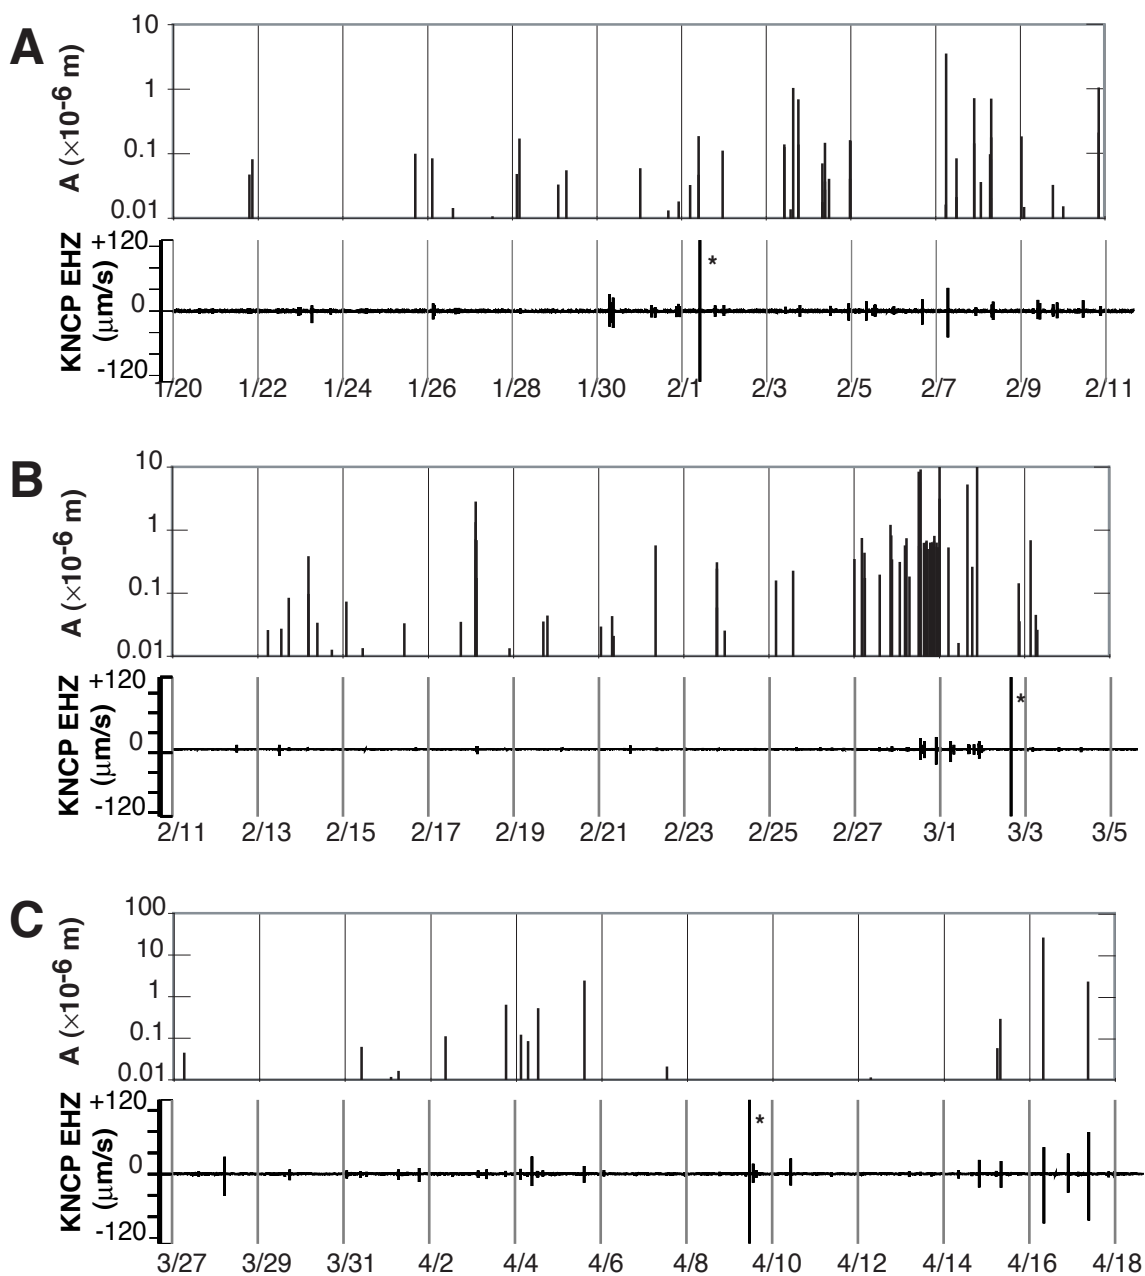 A
A (×10⁻⁶ m)
10
1
0.1
0.01
KNCP EHZ
(μm/s)
+120
0
-120
*
1/20 1/22 1/24 1/26 1/28 1/30 2/1 2/3 2/5 2/7 2/9 2/11
B
A (×10⁻⁶ m)
10
1
0.1
0.01
KNCP EHZ
(μm/s)
+120
0
-120
*
2/11 2/13 2/15 2/17 2/19 2/21 2/23 2/25 2/27 3/1 3/3 3/5
C
A (×10⁻⁶ m)
100
10
1
0.1
0.01
KNCP EHZ
(μm/s)
+120
0
-120
*
3/27 3/29 3/31 4/2 4/4 4/6 4/8 4/10 4/12 4/14 4/16 4/18